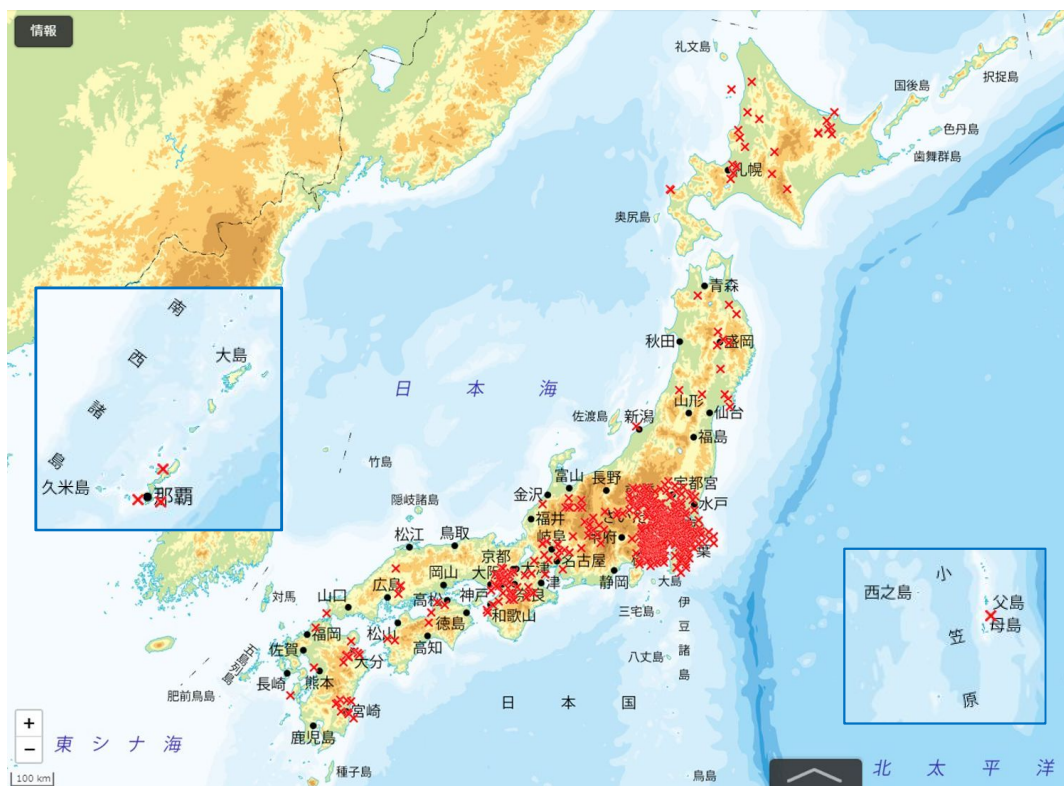 情報
礼文島
国後島
択捉島
色丹島
歯舞群島
札幌
奥尻島
青森
秋田
盛岡
山形
仙台
佐渡島
新潟
福島
日本海
竹島
隠岐諸島
富山
長野
宇都宮
金沢
水戸
福井
岐阜
甲府
松江
鳥取
京都
大津
名古屋
静岡
大島
岡山
大阪
神戸
奈良
津
広島
高松
和歌山
三宅島
対馬
山口
徳島
松山
高知
福岡
佐賀
大分
五島列島
長崎
熊本
八丈島
伊豆諸島
肥前鳥島
宮崎
日本国
鹿児島
種子島
鳥島
東シナ海
北太平洋
南西諸島
大島
久米島
那覇
西之島
小笠原
父島
母島
+
−
100 km